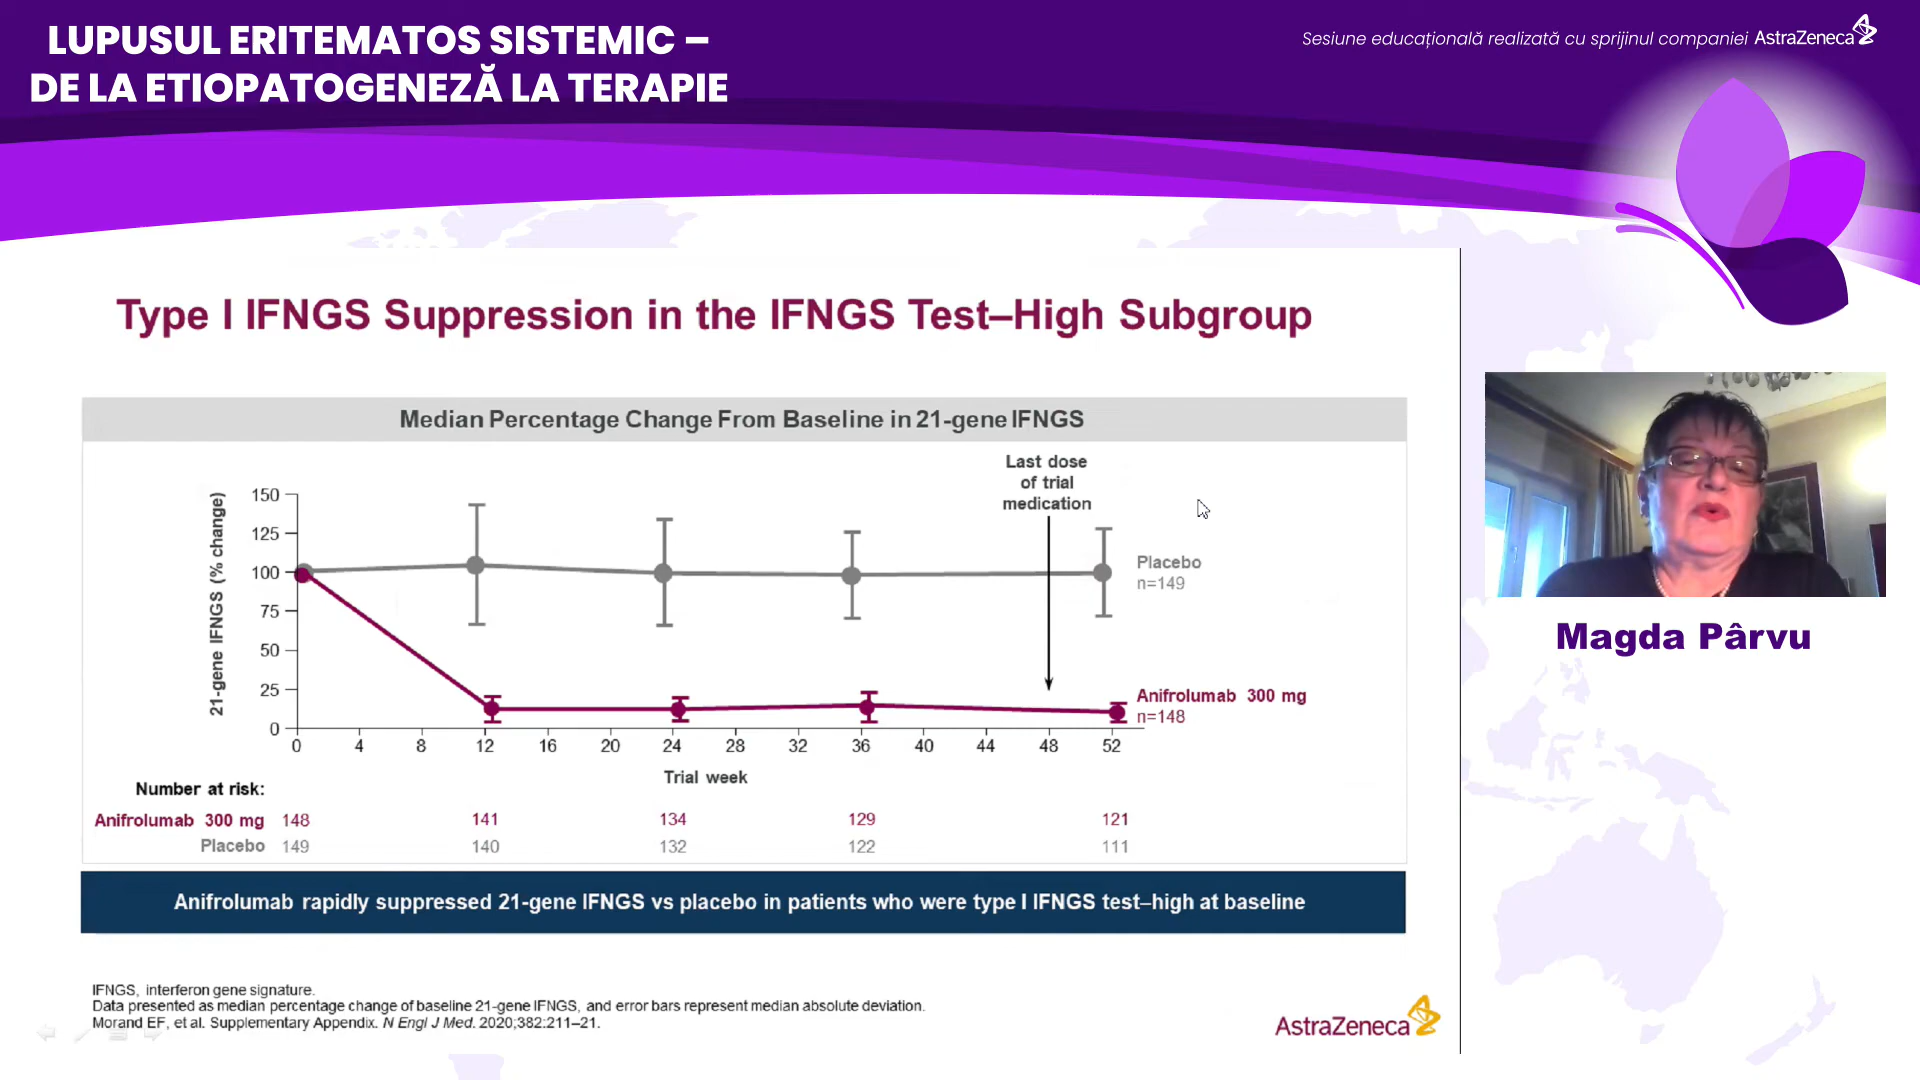 LUPUSUL ERITEMATOS SISTEMIC –
DE LA ETIOPATOGENEZĂ LA TERAPIE
Sesiune educațională realizată cu sprijinul companiei AstraZeneca
Type I IFNGS Suppression in the IFNGS Test–High Subgroup
Median Percentage Change From Baseline in 21-gene IFNGS
Last dose
of trial
medication
21-gene IFNGS (% change)
150
125
100
75
50
25
0
Placebo
n=149
Anifrolumab 300 mg
n=148
0 4 8 12 16 20 24 28 32 36 40 44 48 52
Trial week
Number at risk:
Anifrolumab 300 mg 148 141 134 129 121
Placebo 149 140 132 122 111
Anifrolumab rapidly suppressed 21-gene IFNGS vs placebo in patients who were type I IFNGS test–high at baseline
IFNGS, interferon gene signature.
Data presented as median percentage change of baseline 21-gene IFNGS, and error bars represent median absolute deviation.
Morand EF, et al. Supplementary Appendix. N Engl J Med. 2020;382:211–21.
AstraZeneca
Magda Pârvu